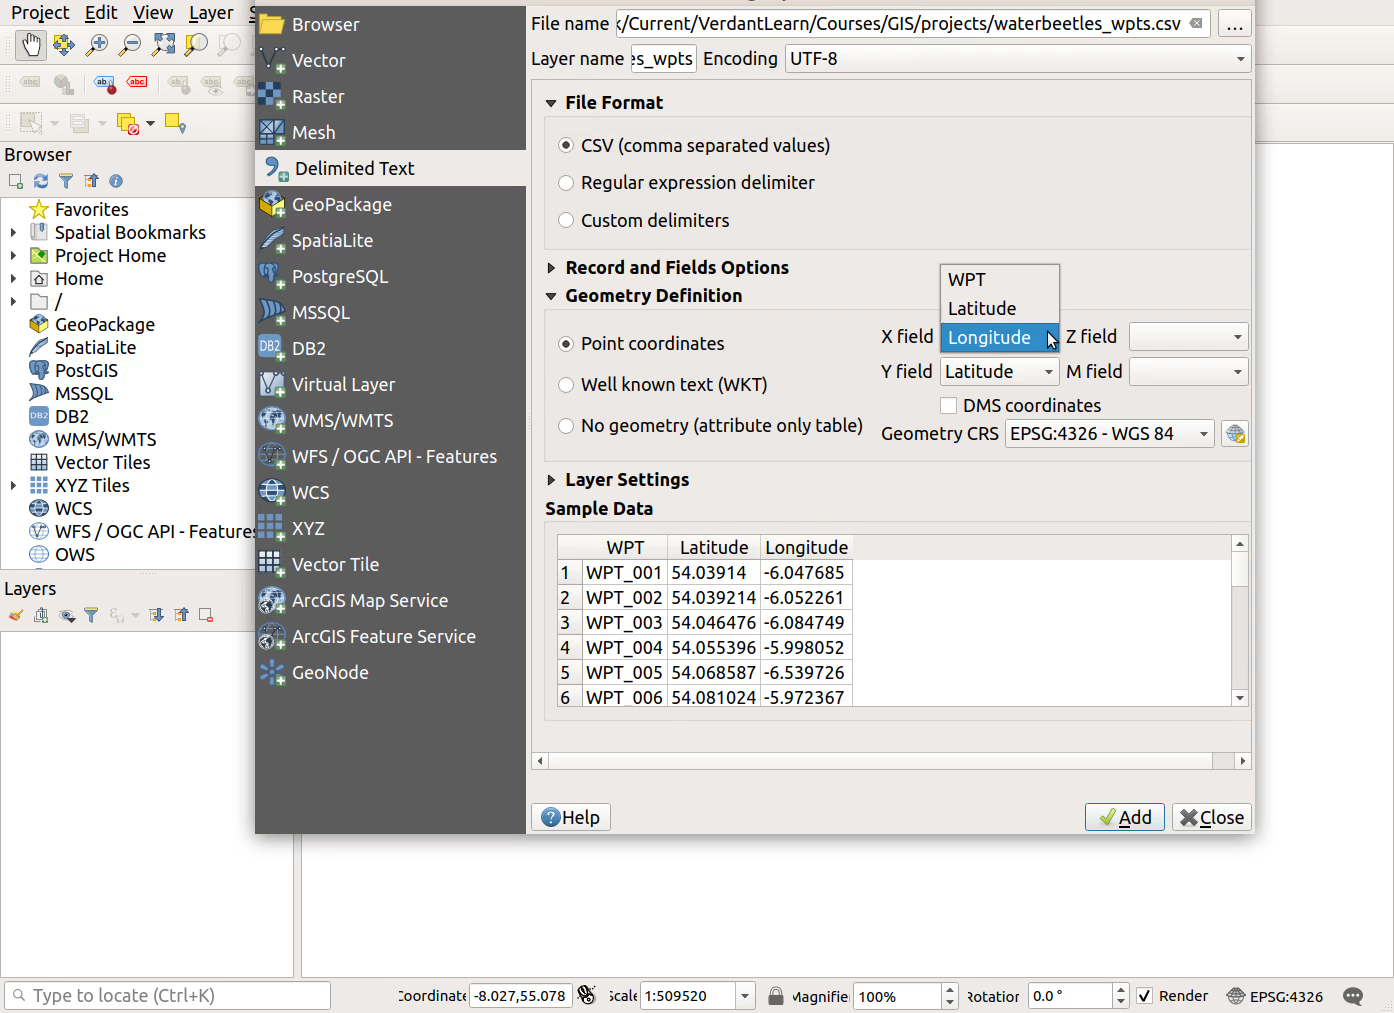 Project Edit View Layer
Browser
Favorites
Spatial Bookmarks
Project Home
Home
/
GeoPackage
SpatiaLite
PostGIS
MSSQL
DB2
WMS/WMTS
Vector Tiles
XYZ Tiles
WCS
WFS / OGC API - Features
OWS
Layers
Browser
Vector
Raster
Mesh
Delimited Text
GeoPackage
SpatiaLite
PostgreSQL
MSSQL
DB2
Virtual Layer
WMS/WMTS
WFS / OGC API - Features
WCS
XYZ
Vector Tile
ArcGIS Map Service
ArcGIS Feature Service
GeoNode
File name /Current/VerdantLearn/Courses/GIS/projects/waterbeetles_wpts.csv ...
Layer name es_wpts Encoding UTF-8
File Format
CSV (comma separated values)
Regular expression delimiter
Custom delimiters
Record and Fields Options
Geometry Definition
Point coordinates
Well known text (WKT)
No geometry (attribute only table)
WPT
Latitude
X field Longitude Z field
Y field Latitude M field
DMS coordinates
Geometry CRS EPSG:4326 - WGS 84
Layer Settings
Sample Data
WPT Latitude Longitude
1 WPT_001 54.03914 -6.047685
2 WPT_002 54.039214 -6.052261
3 WPT_003 54.046476 -6.084749
4 WPT_004 54.055396 -5.998052
5 WPT_005 54.068587 -6.539726
6 WPT_006 54.081024 -5.972367
Help Add Close
Type to locate (Ctrl+K) Coordinate -8.027,55.078 Scale 1:509520 Magnifie 100% Rotation 0.0 ° Render EPSG:4326